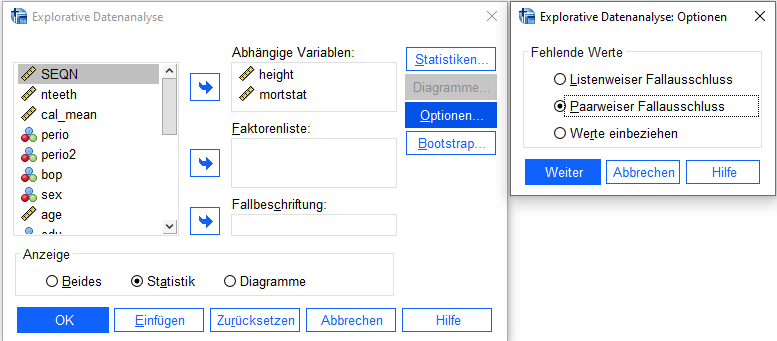 Explorative Datenanalyse
Abhängige Variablen:
SEQN
nteeth
cal_mean
perio
perio2
bop
sex
age
edu
height
mortstat
Faktorenliste:
Fallbeschriftung:
Statistiken...
Diagramme...
Optionen...
Bootstrap...
Anzeige
Beides Statistik Diagramme
OK Einfügen Zurücksetzen Abbrechen Hilfe
Explorative Datenanalyse: Optionen
Fehlende Werte
Listenweiser Fallausschluss
Paarweiser Fallausschluss
Werte einbeziehen
Weiter Abbrechen Hilfe